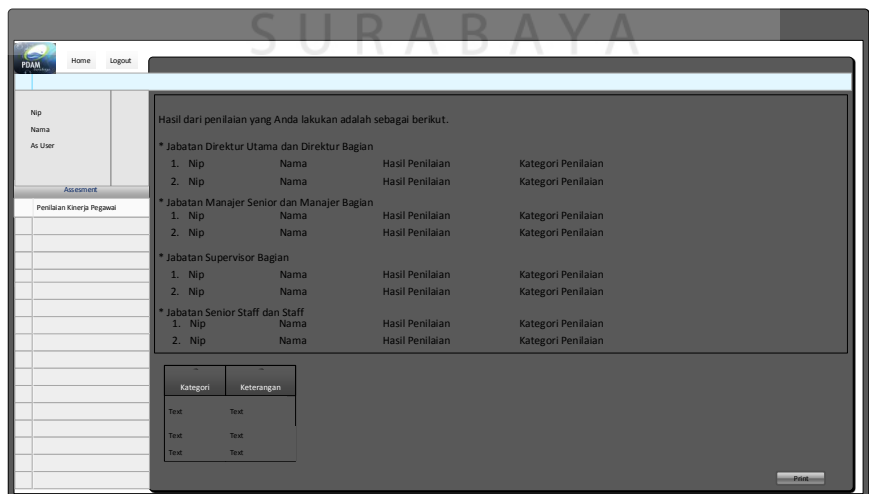 SURABAYA
PDAM
Home Logout
Nip
Nama
As User
Assesment
Penilaian Kinerja Pegawai
Hasil dari penilaian yang Anda lakukan adalah sebagai berikut.
* Jabatan Direktur Utama dan Direktur Bagian
1. Nip Nama Hasil Penilaian Kategori Penilaian
2. Nip Nama Hasil Penilaian Kategori Penilaian
* Jabatan Manajer Senior dan Manajer Bagian
1. Nip Nama Hasil Penilaian Kategori Penilaian
2. Nip Nama Hasil Penilaian Kategori Penilaian
* Jabatan Supervisor Bagian
1. Nip Nama Hasil Penilaian Kategori Penilaian
2. Nip Nama Hasil Penilaian Kategori Penilaian
* Jabatan Senior Staff dan Staff
1. Nip Nama Hasil Penilaian Kategori Penilaian
2. Nip Nama Hasil Penilaian Kategori Penilaian
Kategori Keterangan
Text Text
Text Text
Text Text
Print